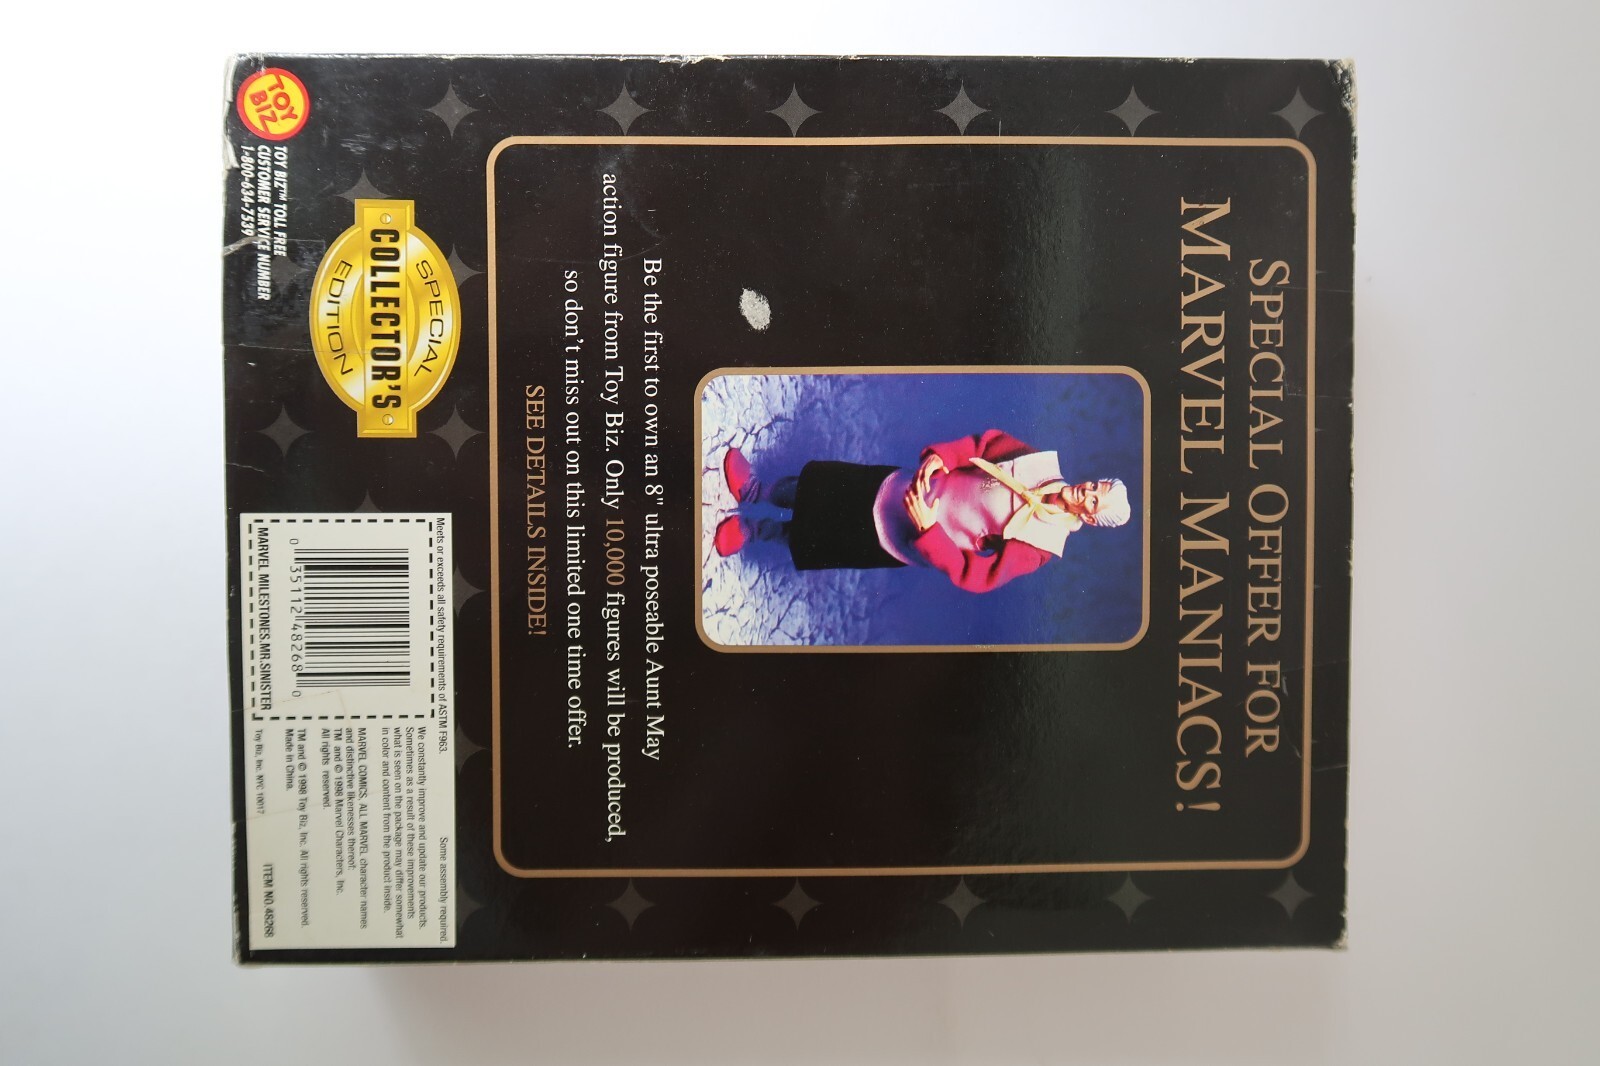 SPECIAL OFFER FOR
MARVEL MANIACS!
Be the first to own an 8" ultra poseable Aunt May
action figure from Toy Biz. Only 10,000 figures will be produced,
so don't miss out on this limited one time offer.
SEE DETAILS INSIDE!
SPECIAL
COLLECTOR'S
EDITION
TOY
BIZ
TOY BIZ™ TOLL FREE
CUSTOMER SERVICE NUMBER
1-800-634-7539
Meets or exceeds all safety requirements of ASTM F963.
Some assembly required.
0 35112 48268 0
MARVEL MILESTONES.MR.SINISTER
We constantly improve and update our products.
Sometimes as a result of these improvements
what is seen on the package may differ somewhat
in color and content from the product inside.
MARVEL COMICS, ALL MARVEL character names
and distinctive likenesses thereof:
TM and © 1998 Marvel Characters, Inc.
All rights reserved.
TM and © 1998 Toy Biz, Inc. All rights reserved.
Made in China.
Toy Biz, Inc. NYC 10017
ITEM NO. 48268